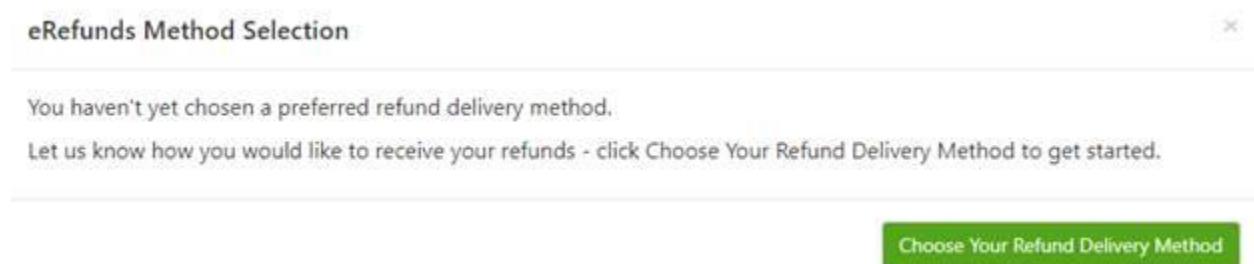 eRefunds Method Selection
You haven't yet chosen a preferred refund delivery method.
Let us know how you would like to receive your refunds - click Choose Your Refund Delivery Method to get started.
Choose Your Refund Delivery Method